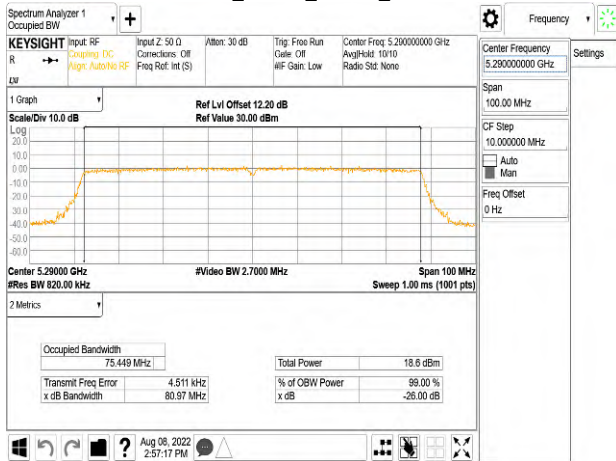 Spectrum Analyzer 1
Occupied BW
+
Frequency
KEYSIGHT
R
Input: RF
Coupling: DC
Align: Auto/No RF
Input Z: 50 Ω
Corrections: Off
Freq Ref: Int (S)
Atten: 30 dB
Trig: Free Run
Gate: Off
#IF Gain: Low
Center Freq: 5.290000000 GHz
Avg|Hold: 10/10
Radio Std: None
Center Frequency
5.290000000 GHz
Settings
Span
100.00 MHz
CF Step
10.000000 MHz
Auto
Man
Freq Offset
0 Hz
1 Graph
Scale/Div 10.0 dB
Ref Lvl Offset 12.20 dB
Ref Value 30.00 dBm
Log
20.0
10.0
0.00
-10.0
-20.0
-30.0
-40.0
-50.0
-60.0
Center 5.29000 GHz
#Video BW 2.7000 MHz
Span 100 MHz
#Res BW 820.00 kHz
Sweep 1.00 ms (1001 pts)
2 Metrics
Occupied Bandwidth
75.449 MHz
Total Power 18.6 dBm
Transmit Freq Error 4.511 kHz
% of OBW Power 99.00 %
x dB Bandwidth 80.97 MHz
x dB -26.00 dB
?
Aug 08, 2022
2:57:17 PM